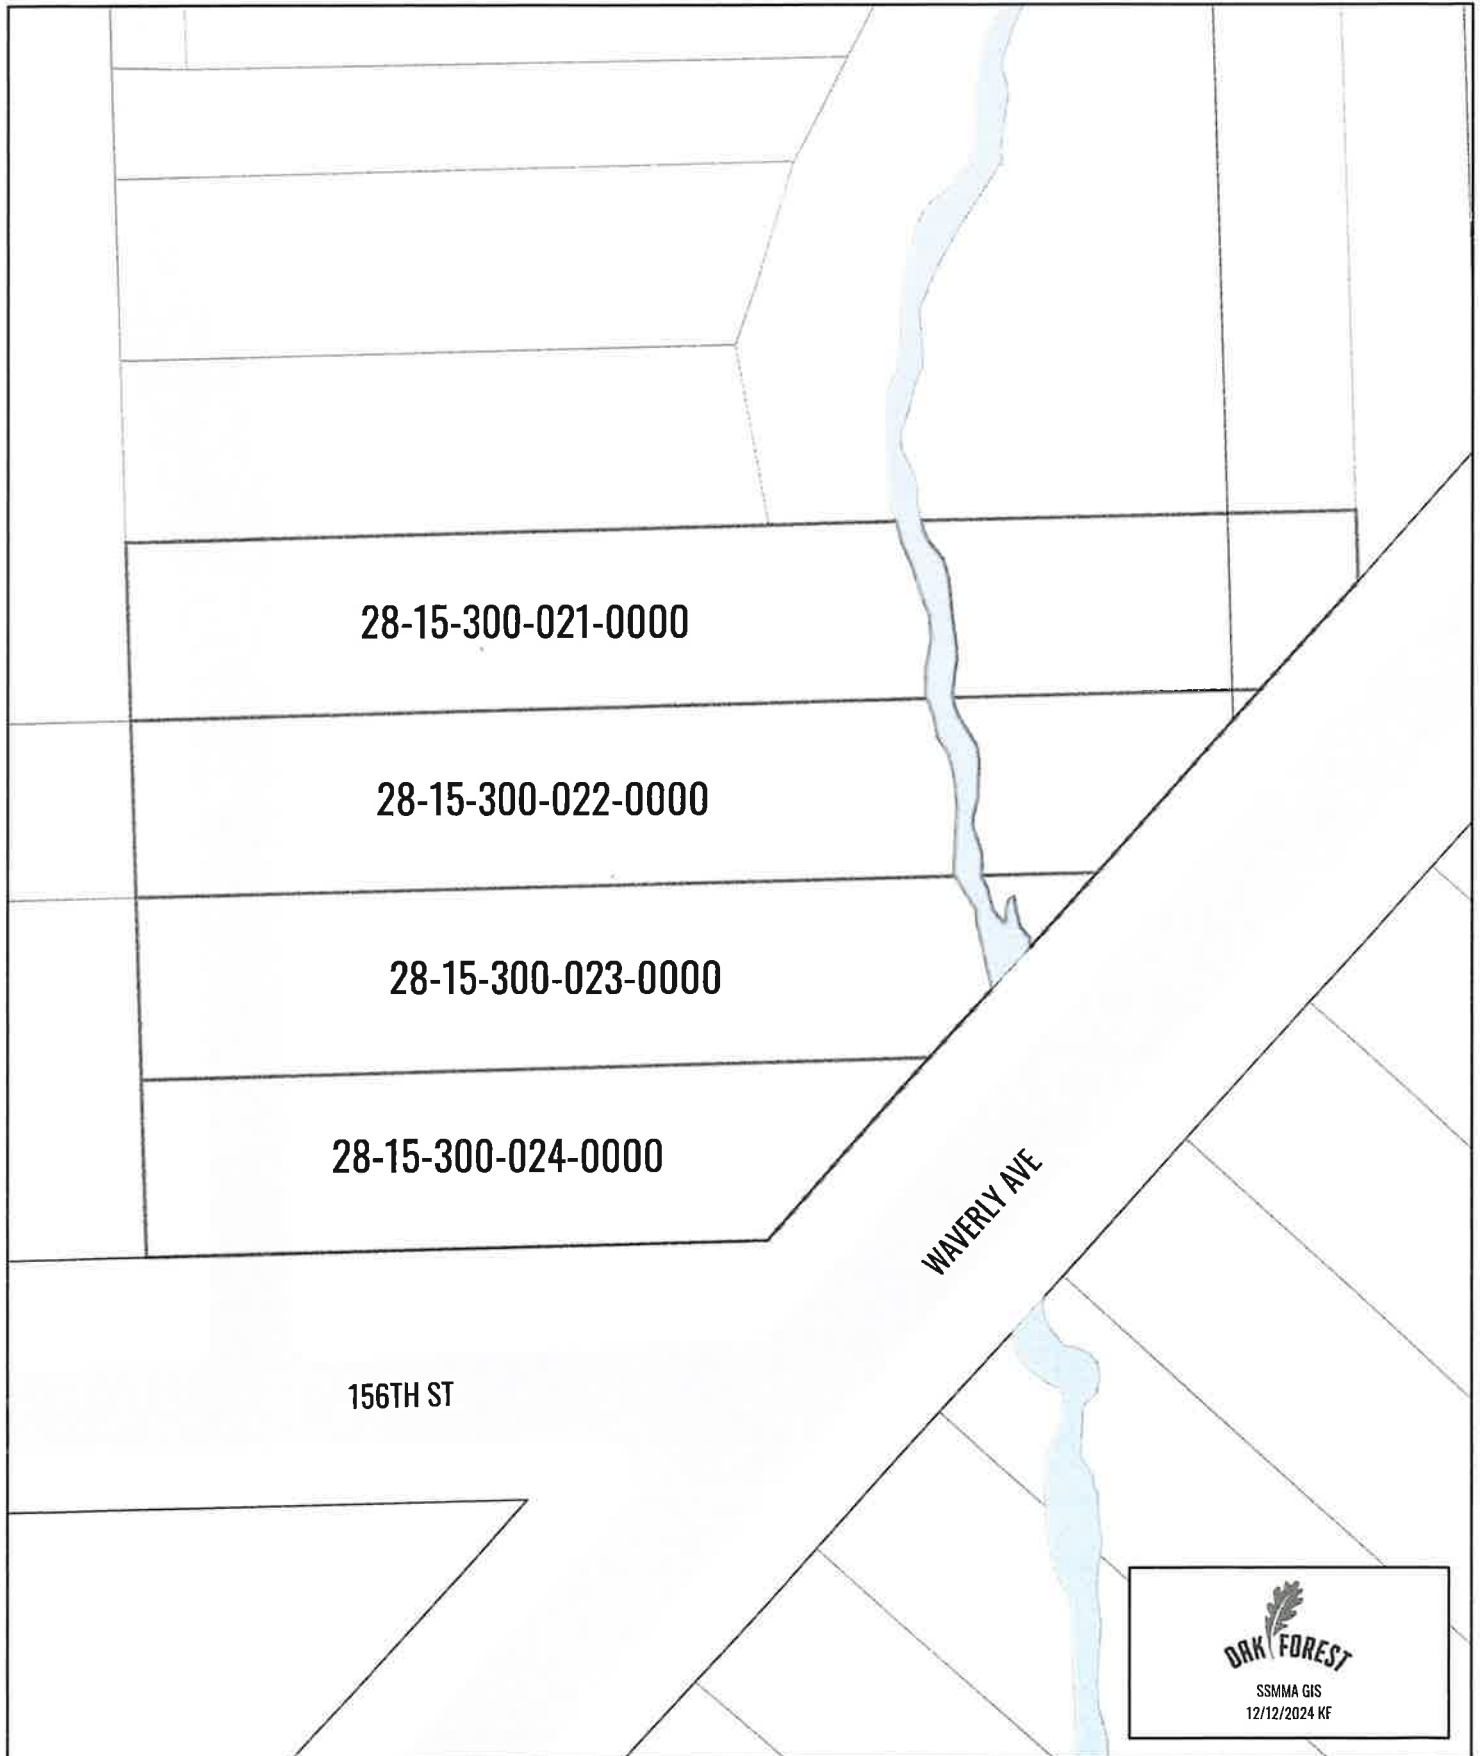 28-15-300-021-0000
28-15-300-022-0000
28-15-300-023-0000
28-15-300-024-0000
WAVERLY AVE
156TH ST
OAK FOREST
SSMMA GIS
12/12/2024 KF